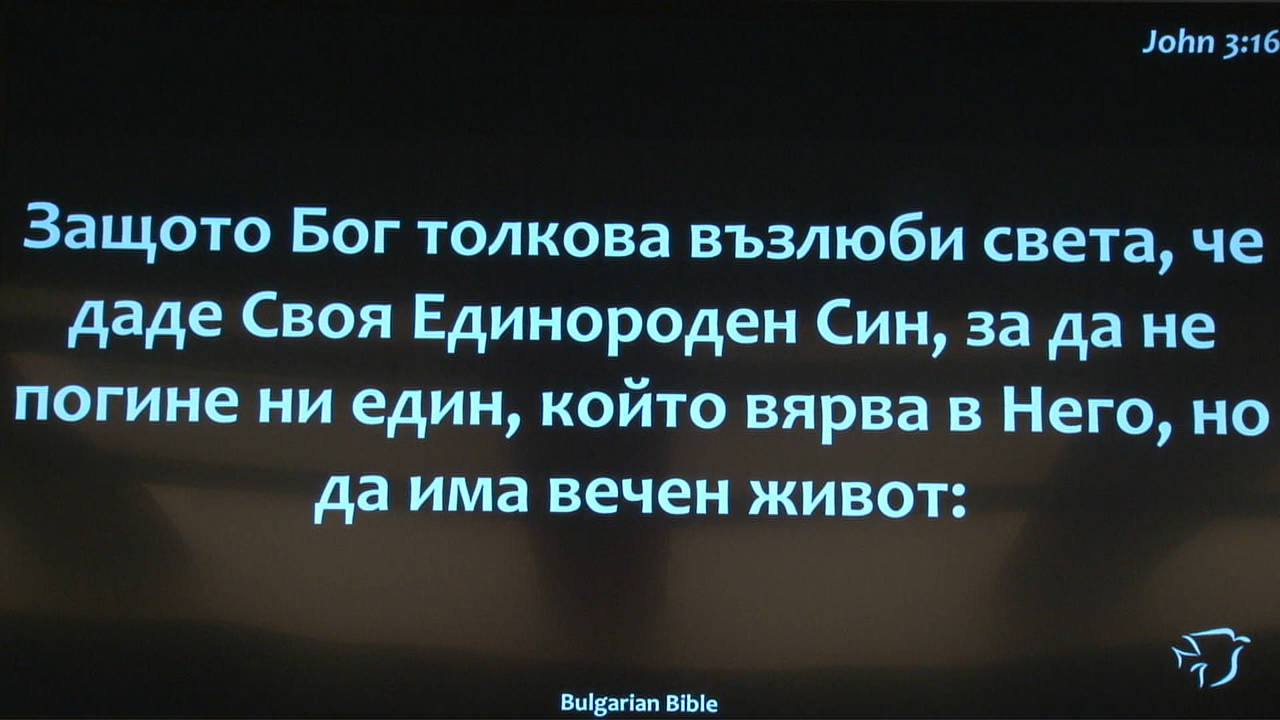 John 3:16
Защото Бог толкова възлюби света, че
даде Своя Единороден Син, за да не
погине ни един, който вярва в Него, но
да има вечен живот:
Bulgarian Bible